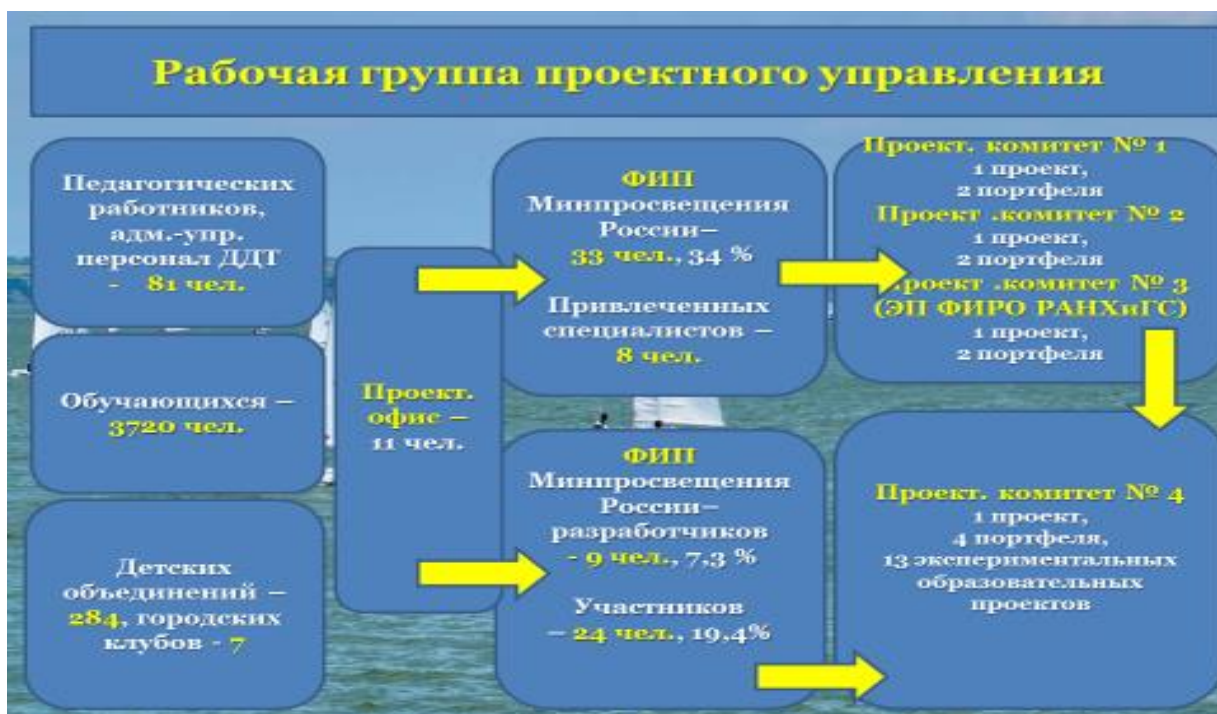 Рабочая группа проектного управления
Педагогических
работников,
адм.-упр.
персонал ДДТ
- 81 чел.
Обучающихся –
3720 чел.
Детских
объединений –
284, городских
клубов - 7
Проект.
офис –
11 чел.
ФИП
Минпросвещения
России–
33 чел., 34 %
Привлеченных
специалистов –
8 чел.
ФИП
Минпросвещения
России–
разработчиков
- 9 чел., 7,3 %
Участников
– 24 чел., 19,4%
Проект. комитет № 1
1 проект,
2 портфеля
Проект .комитет № 2
1 проект,
2 портфеля
Проект .комитет № 3
(ЭП ФИРО РАНХиГС)
1 проект,
2 портфеля
Проект. комитет № 4
1 проект,
4 портфеля,
13 экспериментальных
образовательных
проектов